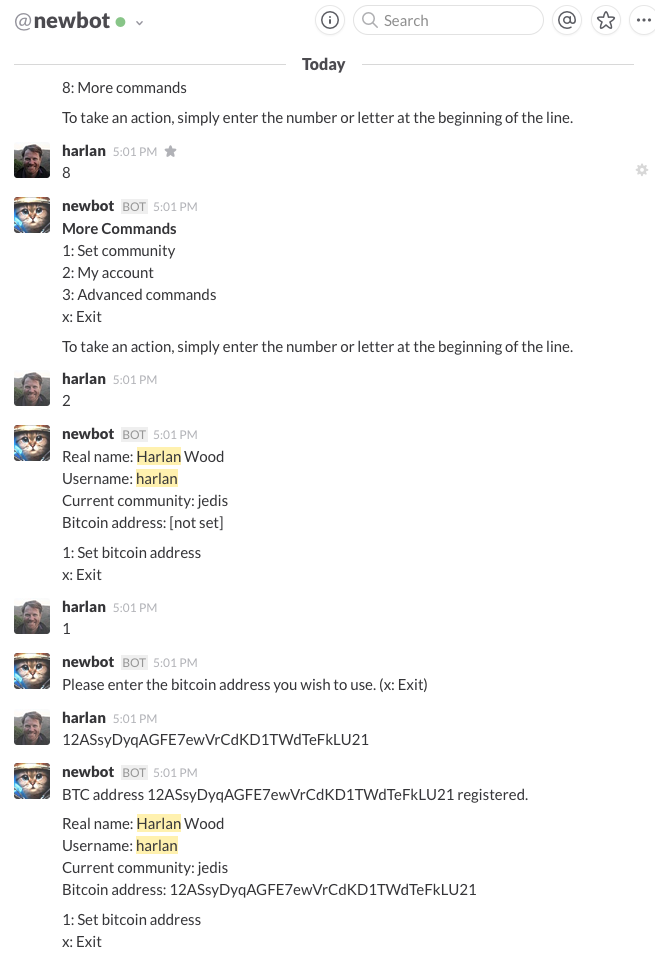 @newbot
Search
Today
8: More commands
To take an action, simply enter the number or letter at the beginning of the line.
harlan 5:01 PM
8
newbot BOT 5:01 PM
More Commands
1: Set community
2: My account
3: Advanced commands
x: Exit
To take an action, simply enter the number or letter at the beginning of the line.
harlan 5:01 PM
2
newbot BOT 5:01 PM
Real name: Harlan Wood
Username: harlan
Current community: jedis
Bitcoin address: [not set]
1: Set bitcoin address
x: Exit
harlan 5:01 PM
1
newbot BOT 5:01 PM
Please enter the bitcoin address you wish to use. (x: Exit)
harlan 5:01 PM
12ASsyDyqAGFE7ewVrCdKD1TWdTeFkLU21
newbot BOT 5:01 PM
BTC address 12ASsyDyqAGFE7ewVrCdKD1TWdTeFkLU21 registered.
Real name: Harlan Wood
Username: harlan
Current community: jedis
Bitcoin address: 12ASsyDyqAGFE7ewVrCdKD1TWdTeFkLU21
1: Set bitcoin address
x: Exit